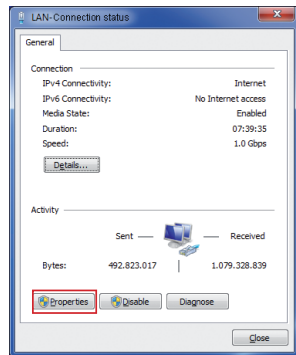 LAN-Connection status
General
Connection
IPv4 Connectivity: Internet
IPv6 Connectivity: No Internet access
Media State: Enabled
Duration: 07:39:35
Speed: 1.0 Gbps
Details...
Activity
Sent Received
Bytes: 492.823.017 1.079.328.839
Properties Disable Diagnose
Close